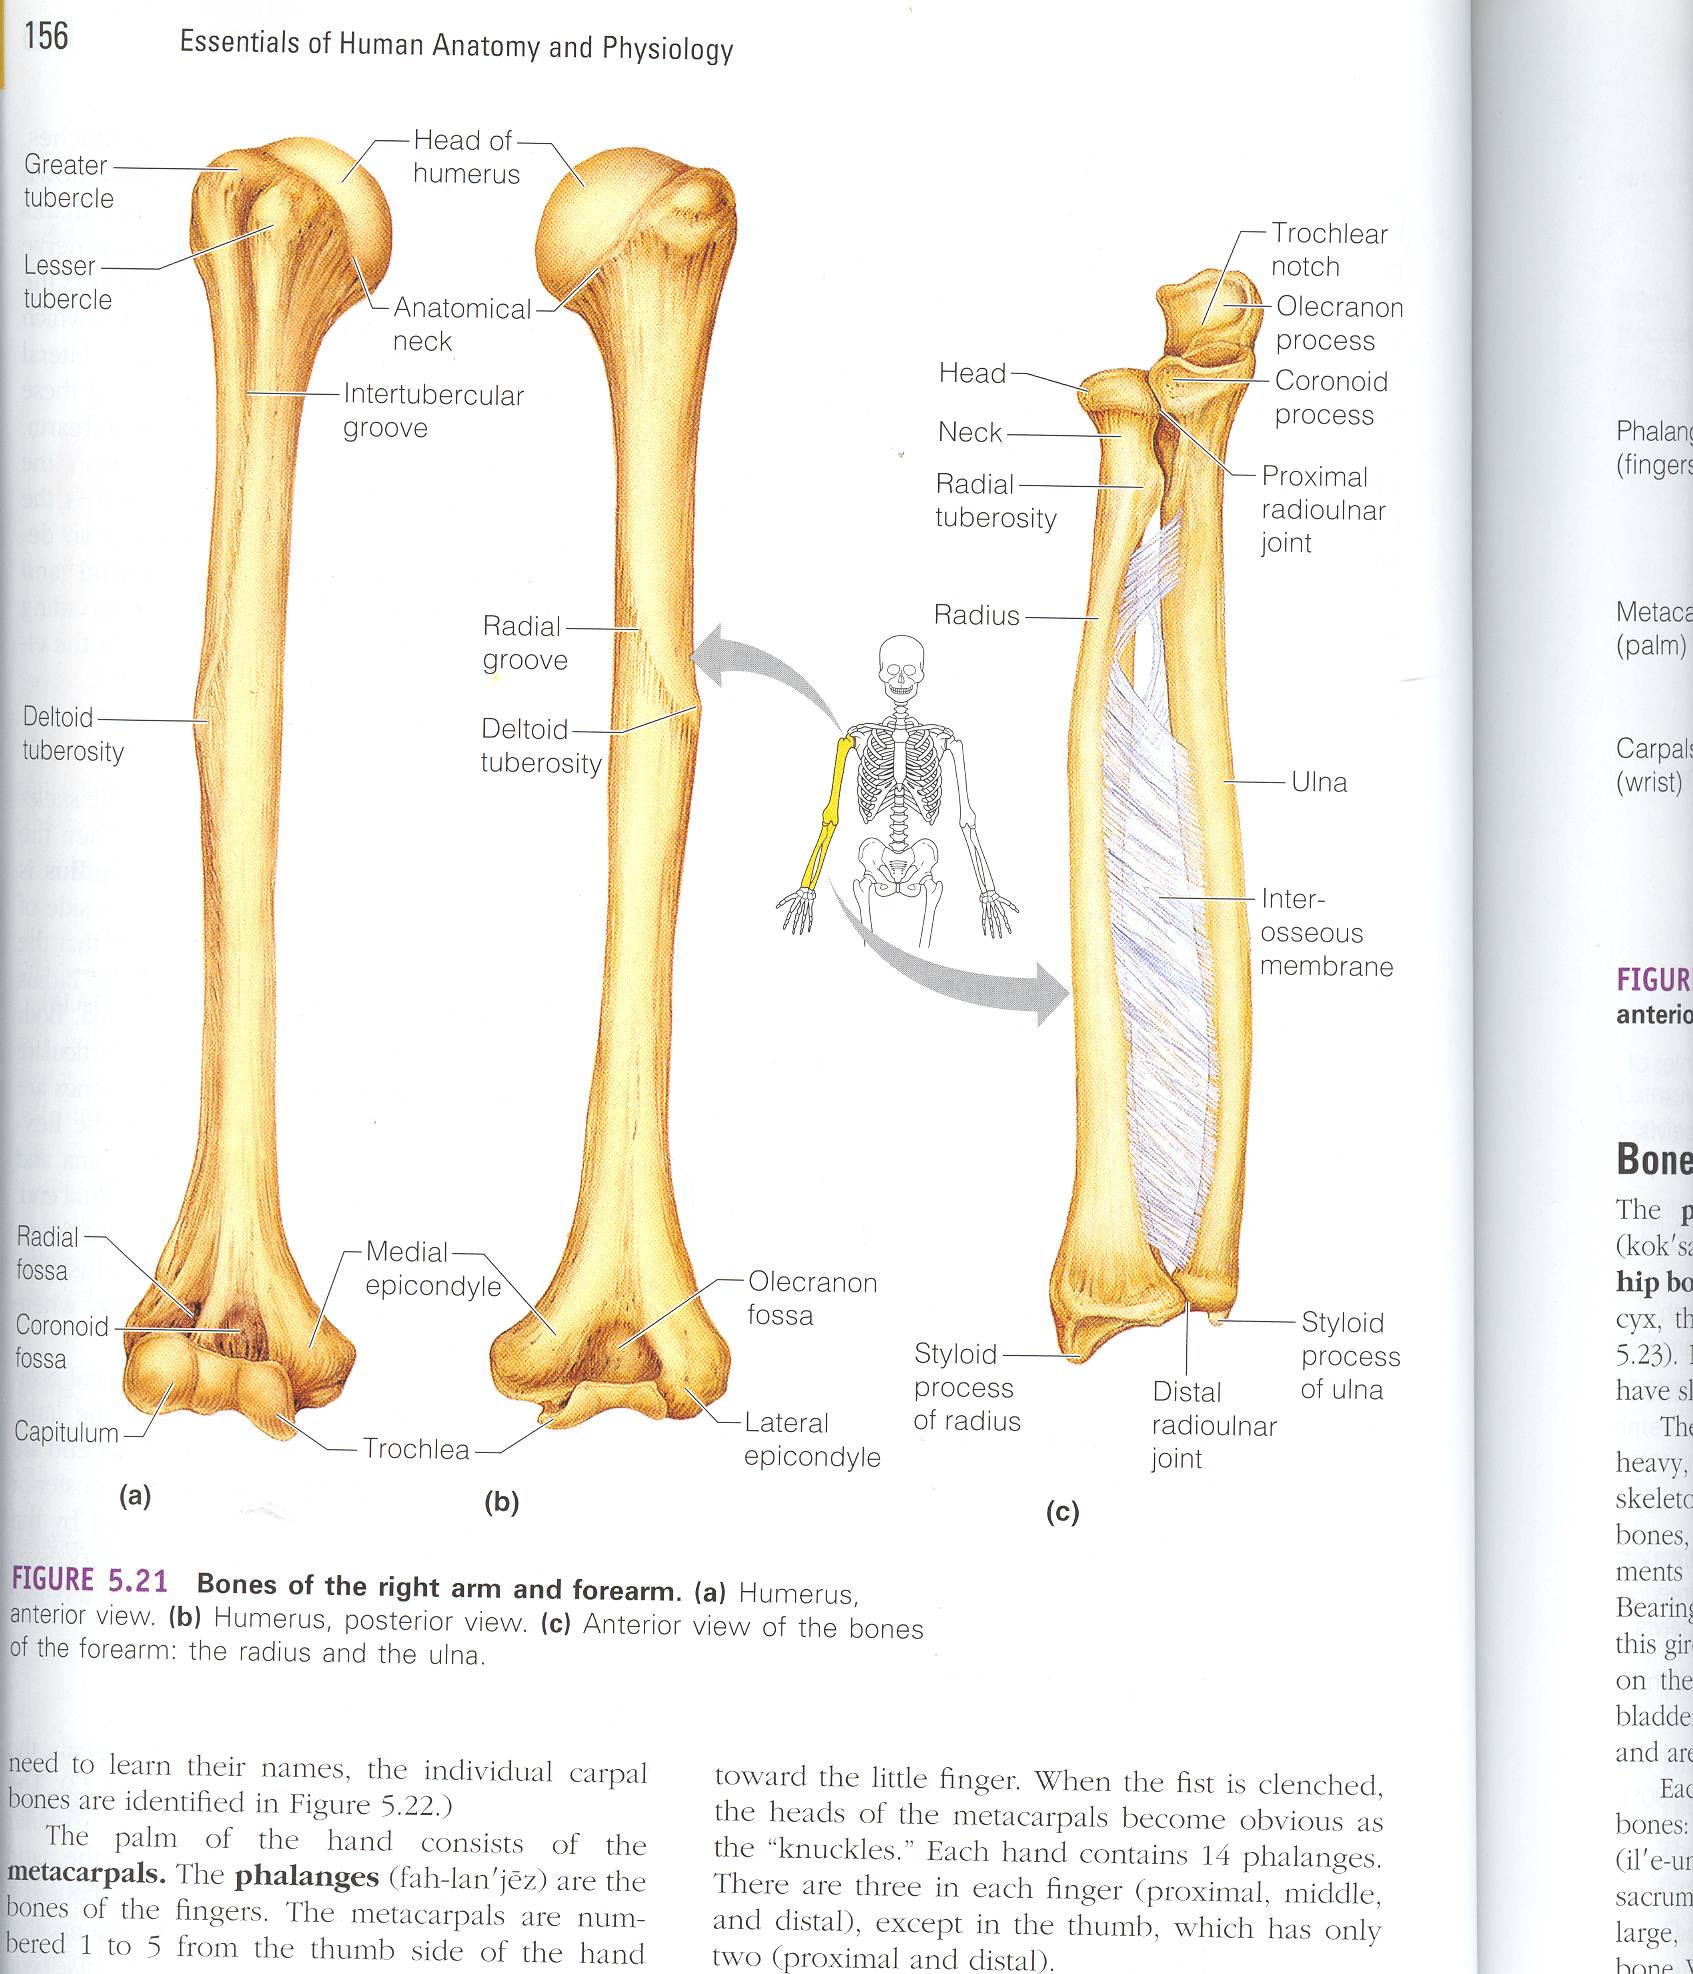 156
Essentials of Human Anatomy and Physiology
Greater
tubercle
Lesser
tubercle
Head of
humerus
Anatomical
neck
Intertubercular
groove
Deltoid
tuberosity
Radial
fossa
Coronoid
fossa
Capitulum
Medial
epicondyle
Trochlea
(a)
Radial
groove
Deltoid
tuberosity
Olecranon
fossa
Lateral
epicondyle
(b)
Trochlear
notch
Olecranon
process
Coronoid
process
Head
Neck
Radial
tuberosity
Proximal
radioulnar
joint
Radius
Ulna
Inter-
osseous
membrane
Styloid
process
of radius
Distal
radioulnar
joint
Styloid
process
of ulna
(c)
FIGURE 5.21 Bones of the right arm and forearm. (a) Humerus,
anterior view. (b) Humerus, posterior view. (c) Anterior view of the bones
of the forearm: the radius and the ulna.
need to learn their names, the individual carpal
bones are identified in Figure 5.22.)
The palm of the hand consists of the
metacarpals. The phalanges (fah-lan'jēz) are the
bones of the fingers. The metacarpals are num-
bered 1 to 5 from the thumb side of the hand
toward the little finger. When the fist is clenched,
the heads of the metacarpals become obvious as
the “knuckles.” Each hand contains 14 phalanges.
There are three in each finger (proximal, middle,
and distal), except in the thumb, which has only
two (proximal and distal).
(palm)
(wrist)
The
hip
5.23).
The
heavy,
bones,
this
on the
and
bones:
large,